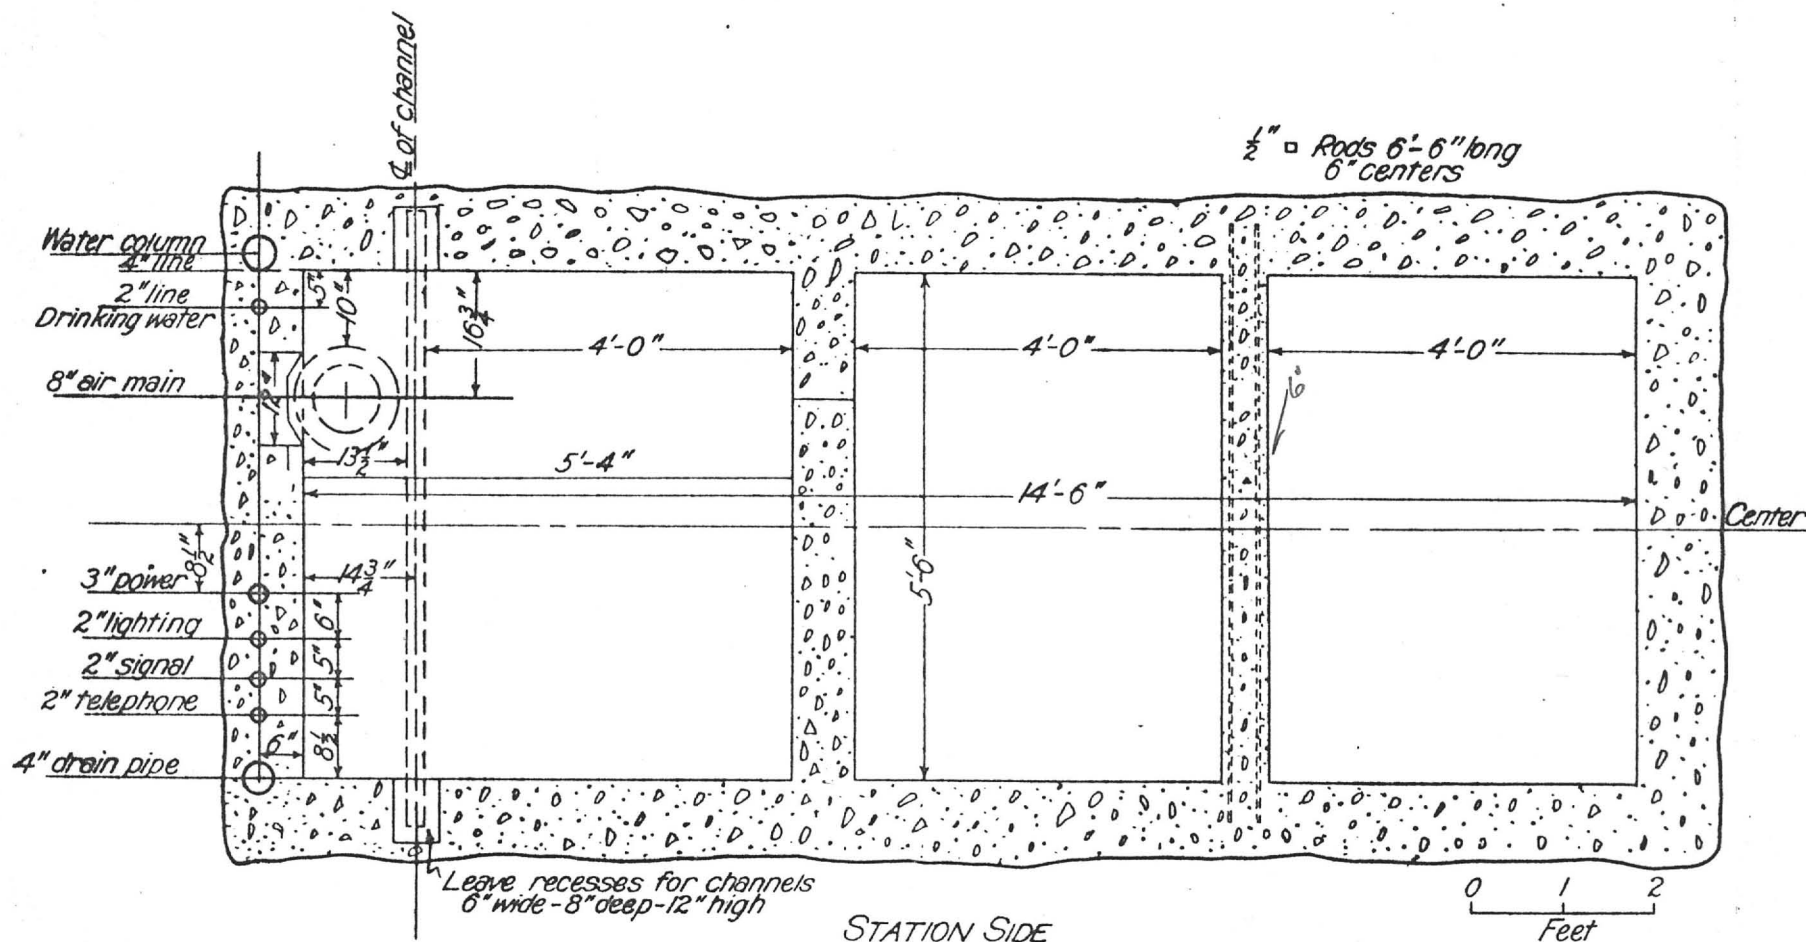 ℄ of channel
½" □ Rods 6'-6" long
6" centers
Water column
4" line
2" line
Drinking water
5"
10"
16¾"
4'-0"
4'-0"
4'-0"
8" air main
6"
13½"
5'-4"
14'-6"
Center
8½"
14¾"
5'-6"
3" power
6"
2" lighting
5"
2" signal
5"
2" telephone
8½
6"
4" drain pipe
Leave recesses for channels
6" wide - 8" deep - 12" high
STATION SIDE
0 1 2
Feet